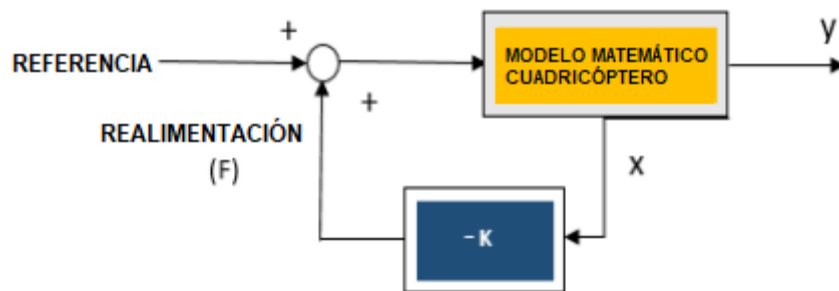 +
REFERENCIA
+
MODELO MATEMÁTICO
CUADRICÓPTERO
y
REALIMENTACIÓN
(F)
x
- K